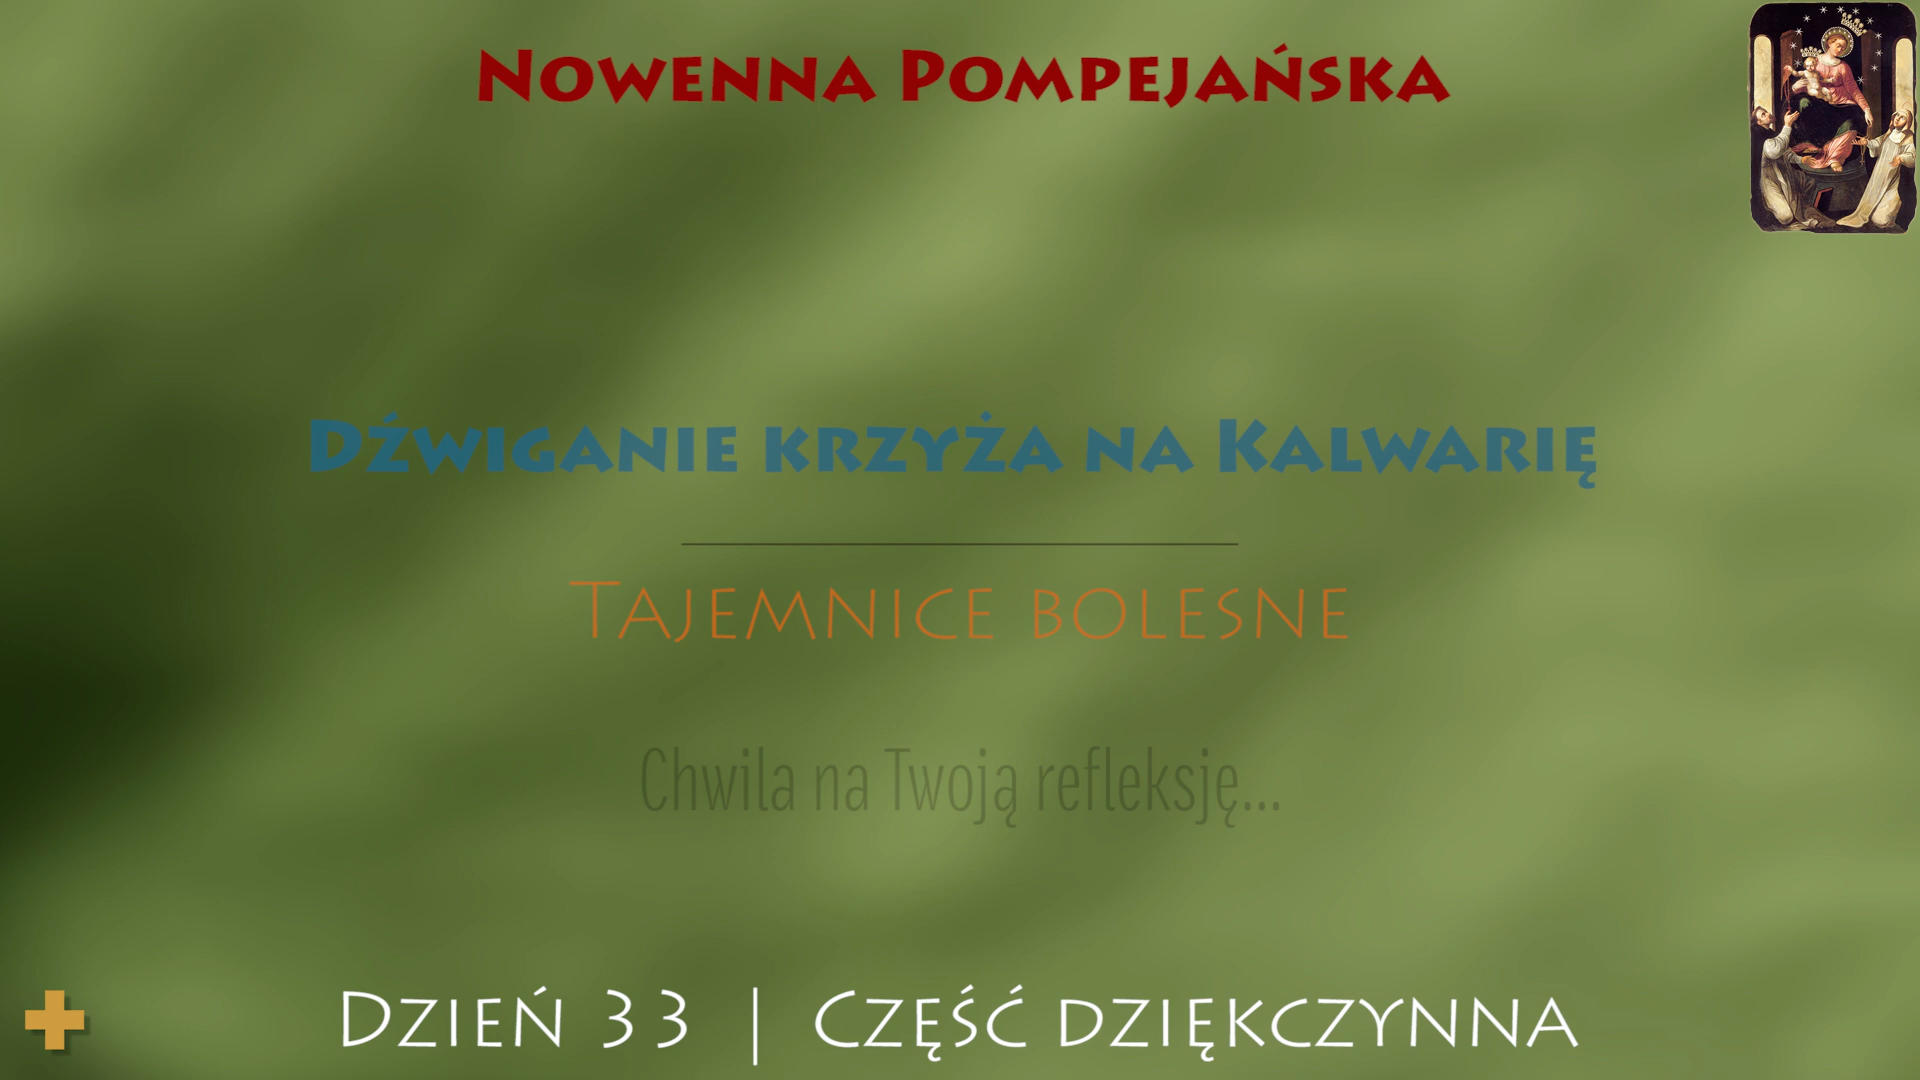 Nowenna Pompejańska
Dźwiganie krzyża na Kalwarię
Tajemnice bolesne
Chwila na Twoją refleksję...
Dzień 33 | Część dziękczynna